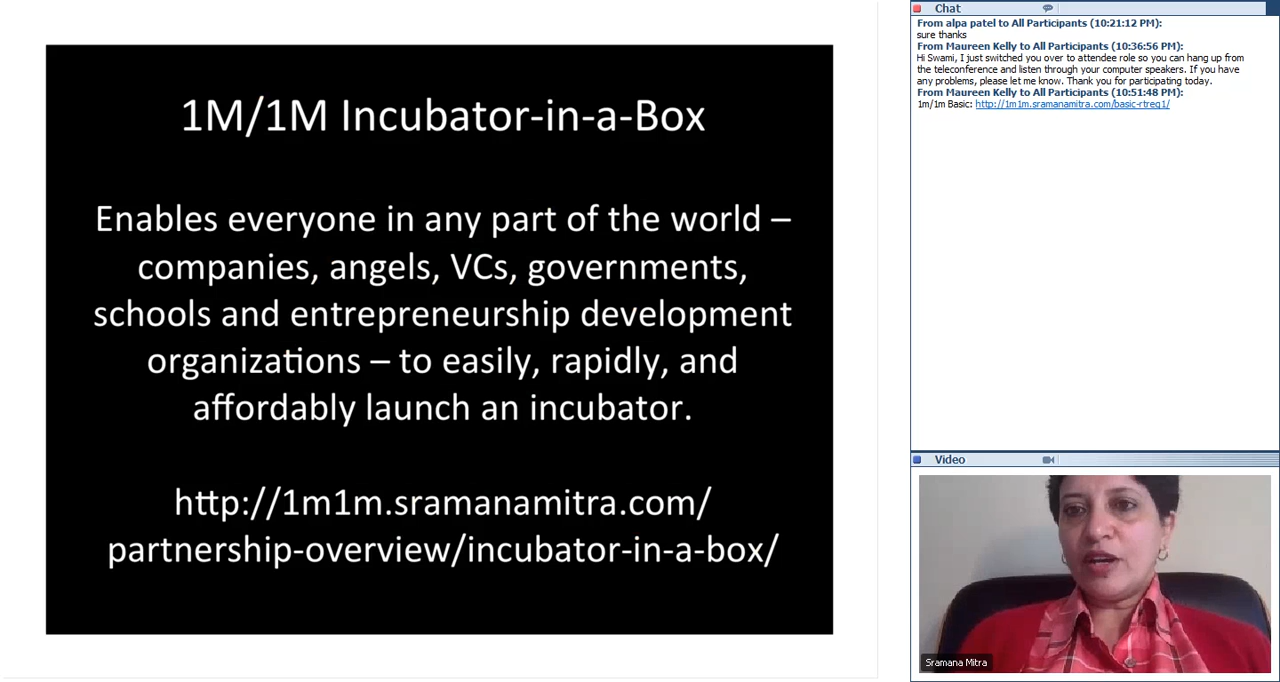 1M/1M Incubator-in-a-Box
Enables everyone in any part of the world –
companies, angels, VCs, governments,
schools and entrepreneurship development
organizations – to easily, rapidly, and
affordably launch an incubator.
http://1m1m.sramanamitra.com/
partnership-overview/incubator-in-a-box/
Chat
From alpa patel to All Participants (10:21:12 PM):
sure thanks
From Maureen Kelly to All Participants (10:36:56 PM):
Hi Swami, I just switched you over to attendee role so you can hang up from
the teleconference and listen through your computer speakers. If you have
any problems, please let me know. Thank you for participating today.
From Maureen Kelly to All Participants (10:51:48 PM):
1m/1m Basic: http://1m1m.sramanamitra.com/basic-rtreg1/
Video
Sramana Mitra